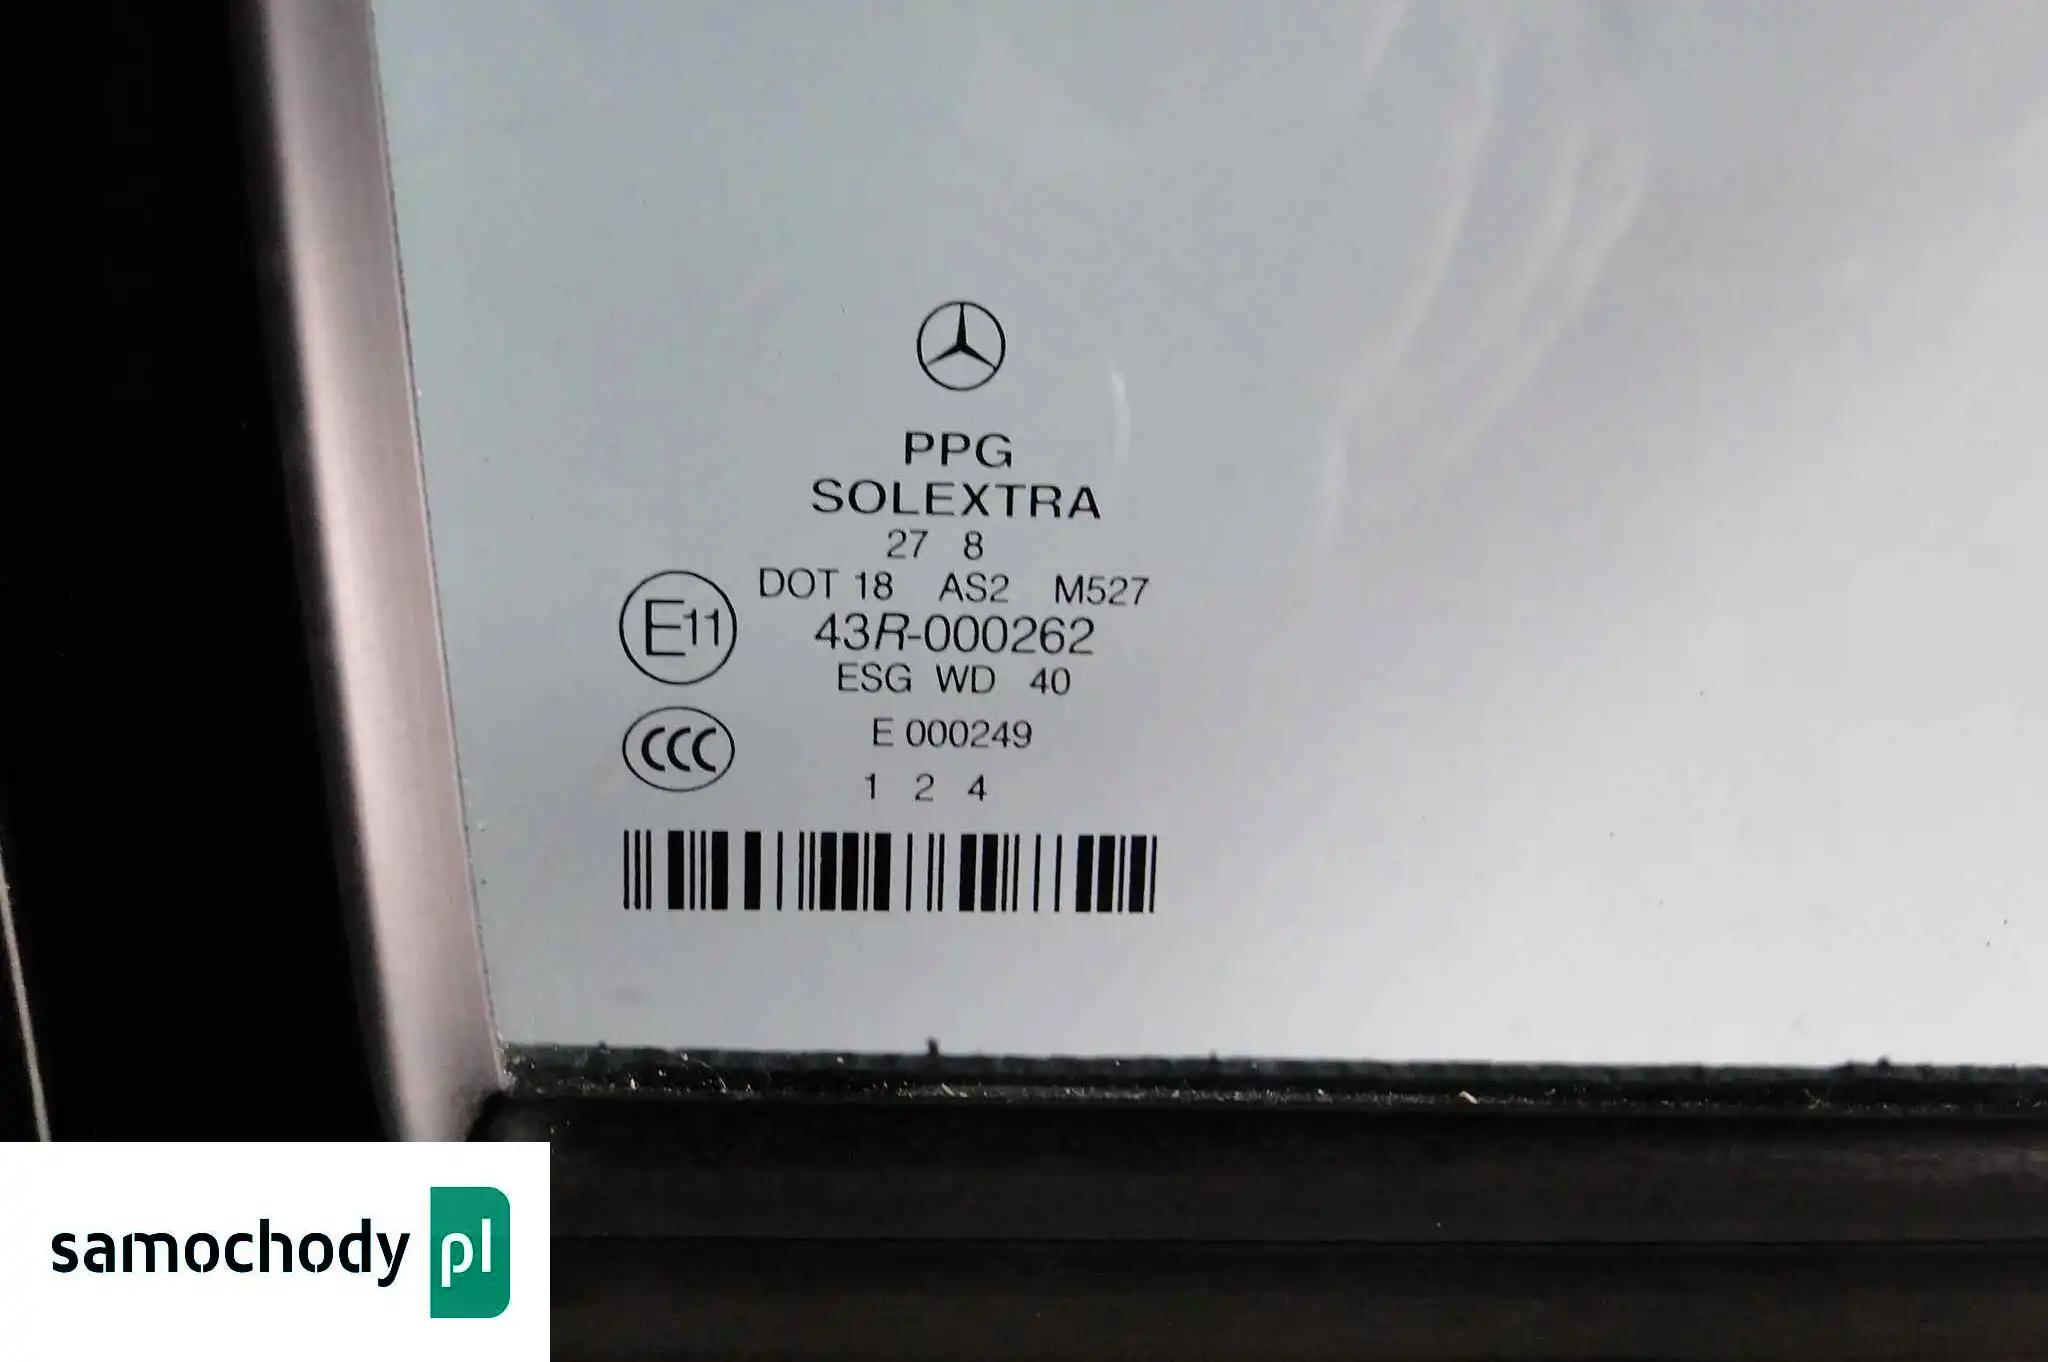 PPG
SOLEXTRA
27 8
DOT 18 AS2 M527
E11 43R-000262
ESG WD 40
CCC E 000249
1 2 4
samochody pl